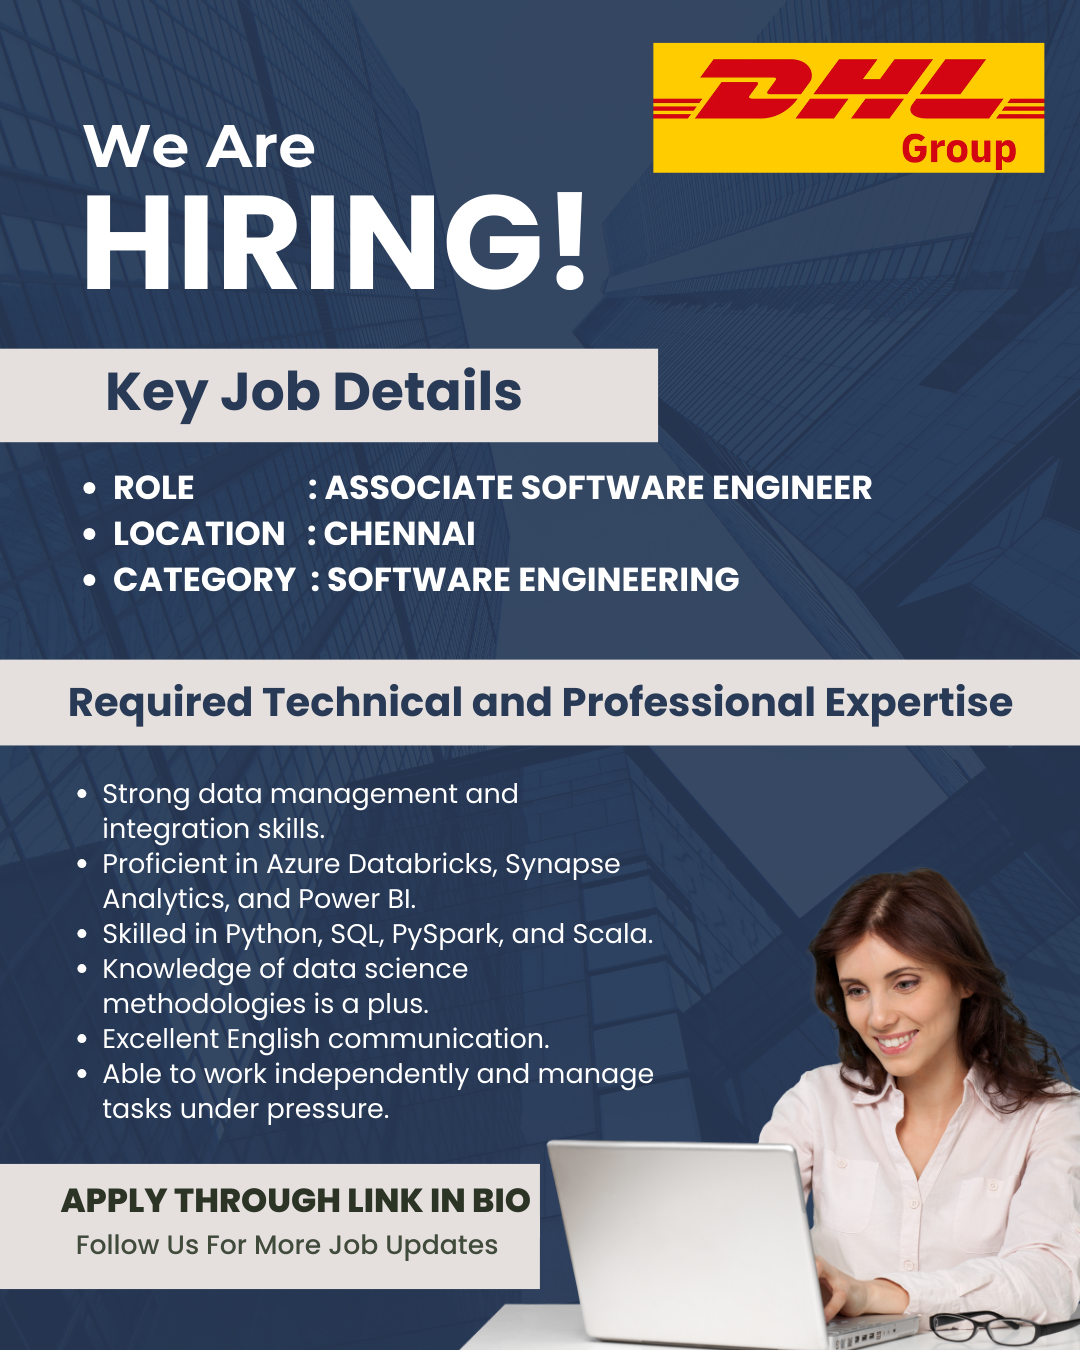 DHL
Group
We Are
HIRING!
Key Job Details
• ROLE : ASSOCIATE SOFTWARE ENGINEER
• LOCATION : CHENNAI
• CATEGORY : SOFTWARE ENGINEERING
Required Technical and Professional Expertise
• Strong data management and
integration skills.
• Proficient in Azure Databricks, Synapse
Analytics, and Power BI.
• Skilled in Python, SQL, PySpark, and Scala.
• Knowledge of data science
methodologies is a plus.
• Excellent English communication.
• Able to work independently and manage
tasks under pressure.
APPLY THROUGH LINK IN BIO
Follow Us For More Job Updates